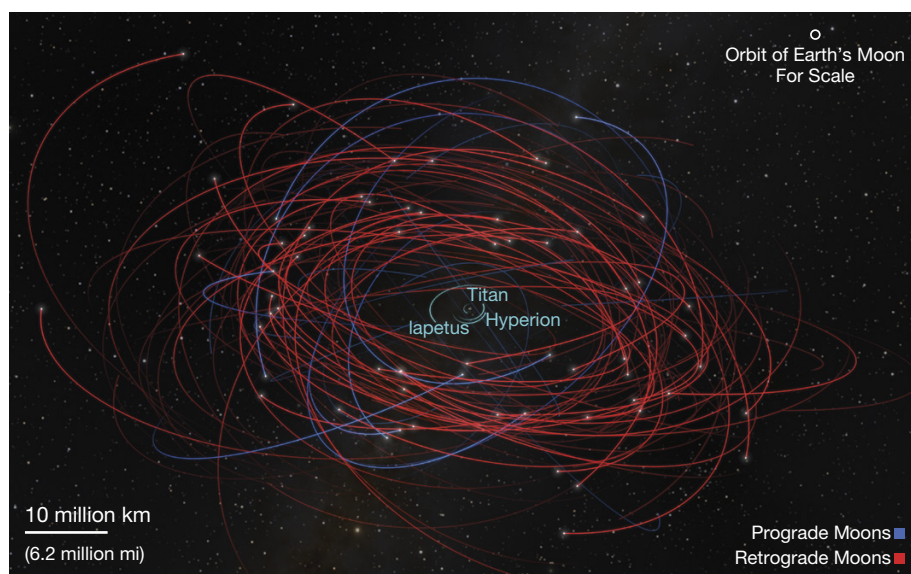 Orbit of Earth's Moon
For Scale
Titan
Hyperion
Iapetus
10 million km
(6.2 million mi)
Prograde Moons
Retrograde Moons